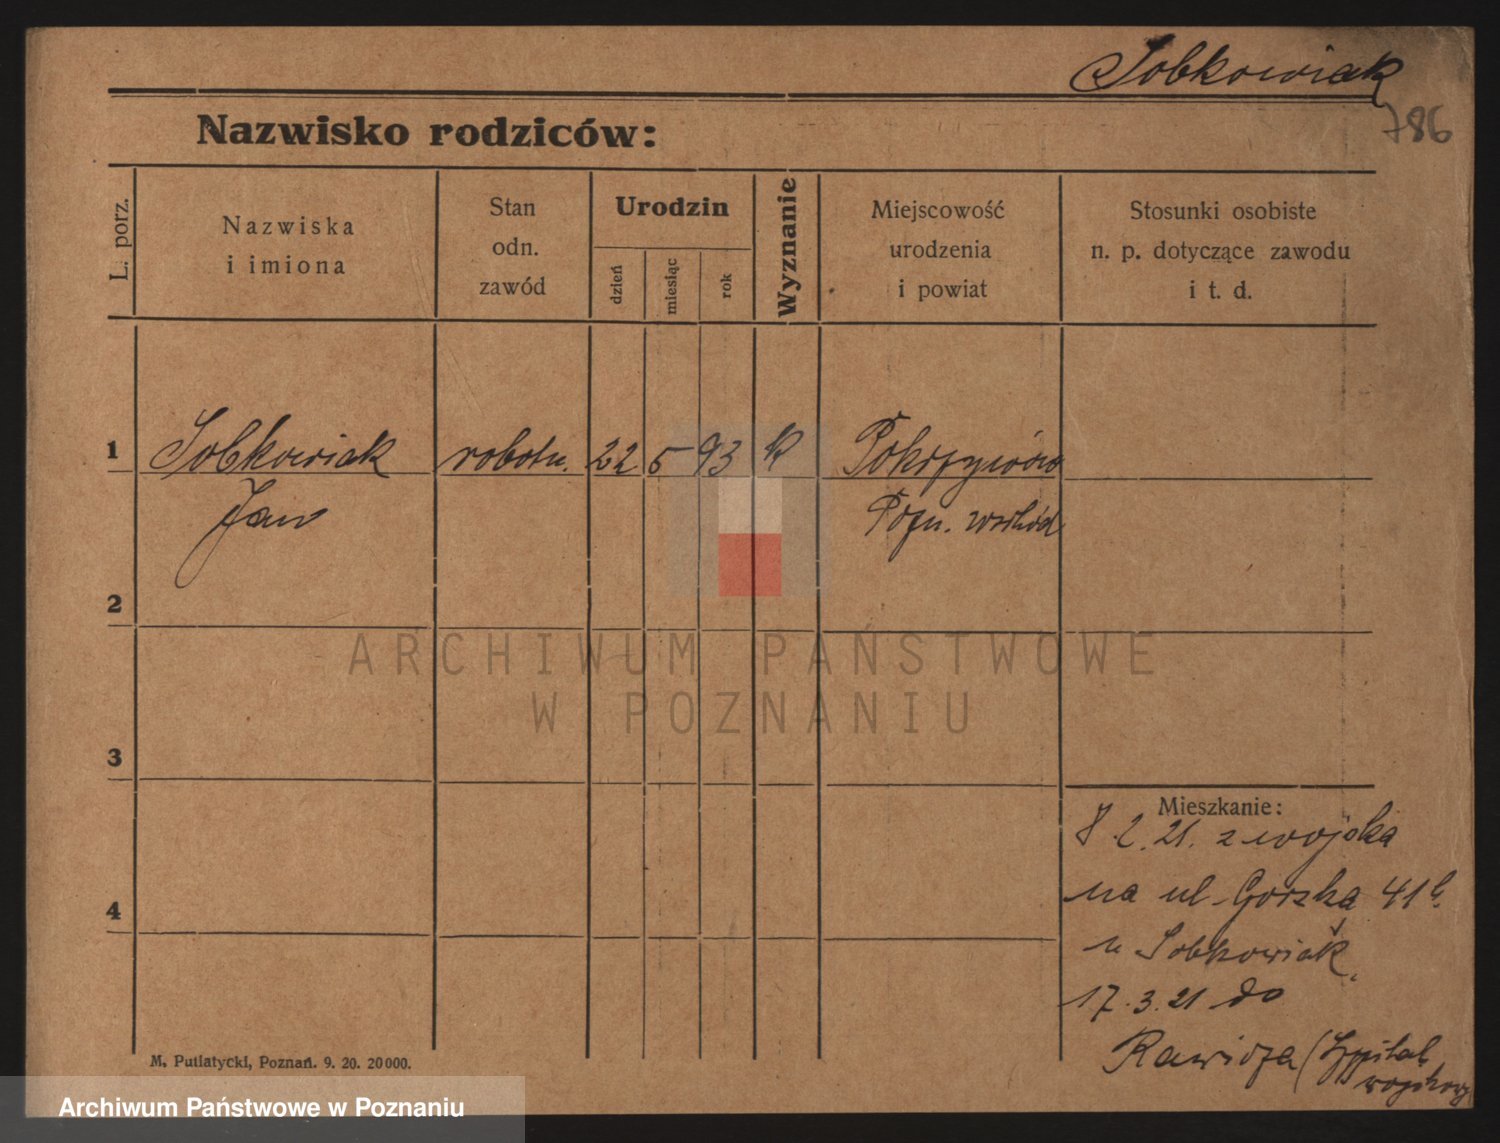 Sobkowiak
786
Nazwisko rodziców:
L. porz.
Nazwiska
i imiona
Stan
odn.
zawód
Urodzin
dzień
miesiąc
rok
Wyznanie
Miejscowość
urodzenia
i powiat
Stosunki osobiste
n. p. dotyczące zawodu
i t. d.
1 Sobkowiak robotn. 22 5 93 k Pokrzywno
Jan Pozn. wschód
2
ARCHIWUM PAŃSTWOWE
W POZNANIU
3
Mieszkanie:
8.2.21. z wojska
na ul. Gorzka 41
u Sobkowiak
4
17.3.21 do
Rawicza (Szpital
wojskowy
M. Putiatycki, Poznań. 9. 20. 20000.
Archiwum Państwowe w Poznaniu